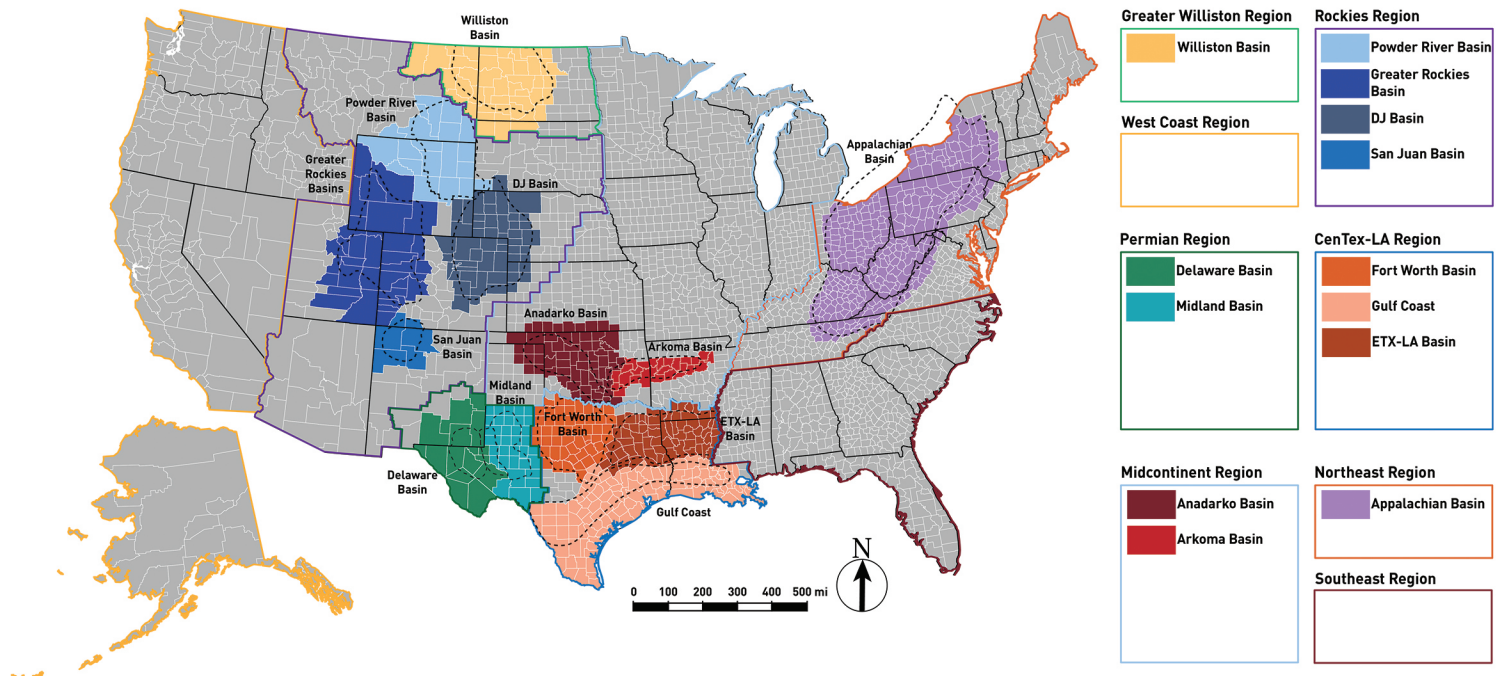 Williston
Basin
Powder River
Basin
Greater
Rockies
Basins
DJ Basin
Appalachian
Basin
Anadarko Basin
San Juan
Basin
Arkoma Basin
Midland
Basin
Fort Worth
Basin
ETX-LA
Basin
Delaware
Basin
Gulf Coast
N
0 100 200 300 400 500 mi
Greater Williston Region
Williston Basin
West Coast Region
Rockies Region
Powder River Basin
Greater Rockies
Basin
DJ Basin
San Juan Basin
Permian Region
Delaware Basin
Midland Basin
CenTex-LA Region
Fort Worth Basin
Gulf Coast
ETX-LA Basin
Midcontinent Region
Anadarko Basin
Arkoma Basin
Northeast Region
Appalachian Basin
Southeast Region